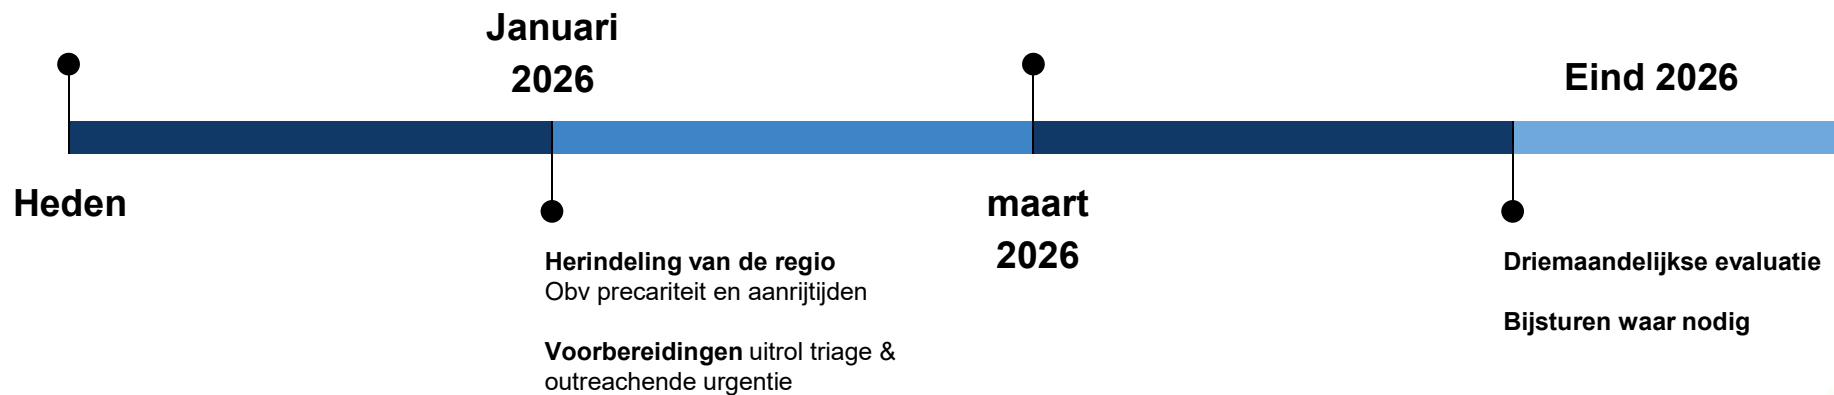 Januari
2026
Eind 2026
Heden
maart
2026
Herindeling van de regio
Obv precariteit en aanrijtijden
Voorbereidingen uitrol triage &
outreachende urgentie
Driemaandelijkse evaluatie
Bijsturen waar nodig